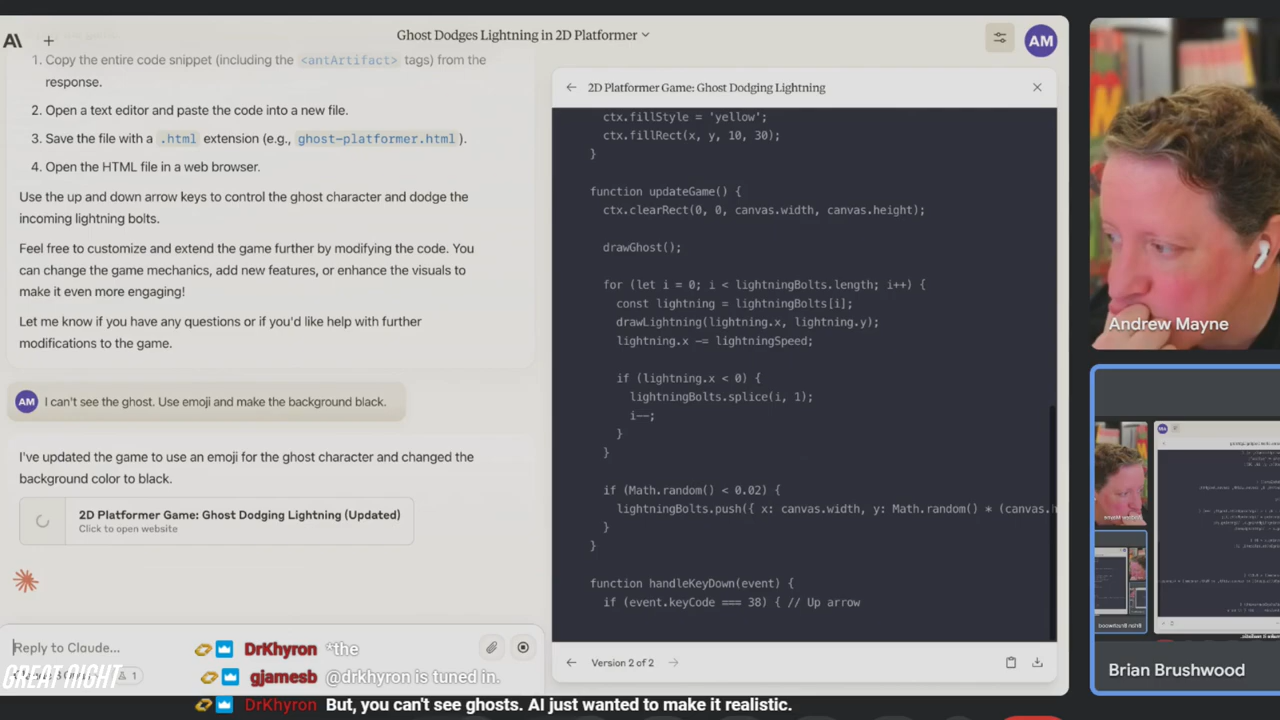 Ghost Dodges Lightning in 2D Platformer
AM
1. Copy the entire code snippet (including the <antArtifact> tags) from the
response.
2. Open a text editor and paste the code into a new file.
3. Save the file with a .html extension (e.g., ghost-platformer.html).
4. Open the HTML file in a web browser.
Use the up and down arrow keys to control the ghost character and dodge the
incoming lightning bolts.
Feel free to customize and extend the game further by modifying the code. You
can change the game mechanics, add new features, or enhance the visuals to
make it even more engaging!
Let me know if you have any questions or if you'd like help with further
modifications to the game.
AM I can't see the ghost. Use emoji and make the background black.
I've updated the game to use an emoji for the ghost character and changed the
background color to black.
2D Platformer Game: Ghost Dodging Lightning (Updated)
Click to open website
Reply to Claude...
1
GREAT NIGHT
2D Platformer Game: Ghost Dodging Lightning
ctx.fillStyle = 'yellow';
ctx.fillRect(x, y, 10, 30);
}
function updateGame() {
ctx.clearRect(0, 0, canvas.width, canvas.height);
drawGhost();
for (let i = 0; i < lightningBolts.length; i++) {
const lightning = lightningBolts[i];
drawLightning(lightning.x, lightning.y);
lightning.x -= lightningSpeed;
if (lightning.x < 0) {
lightningBolts.splice(i, 1);
i--;
}
}
if (Math.random() < 0.02) {
lightningBolts.push({ x: canvas.width, y: Math.random() * (canvas.h
}
}
function handleKeyDown(event) {
if (event.keyCode === 38) { // Up arrow
Version 2 of 2
Andrew Mayne
Brian Brushwood
DrKhyron *the
gjamesb @drkhyron is tuned in.
DrKhyron But, you can't see ghosts. AI just wanted to make it realistic.